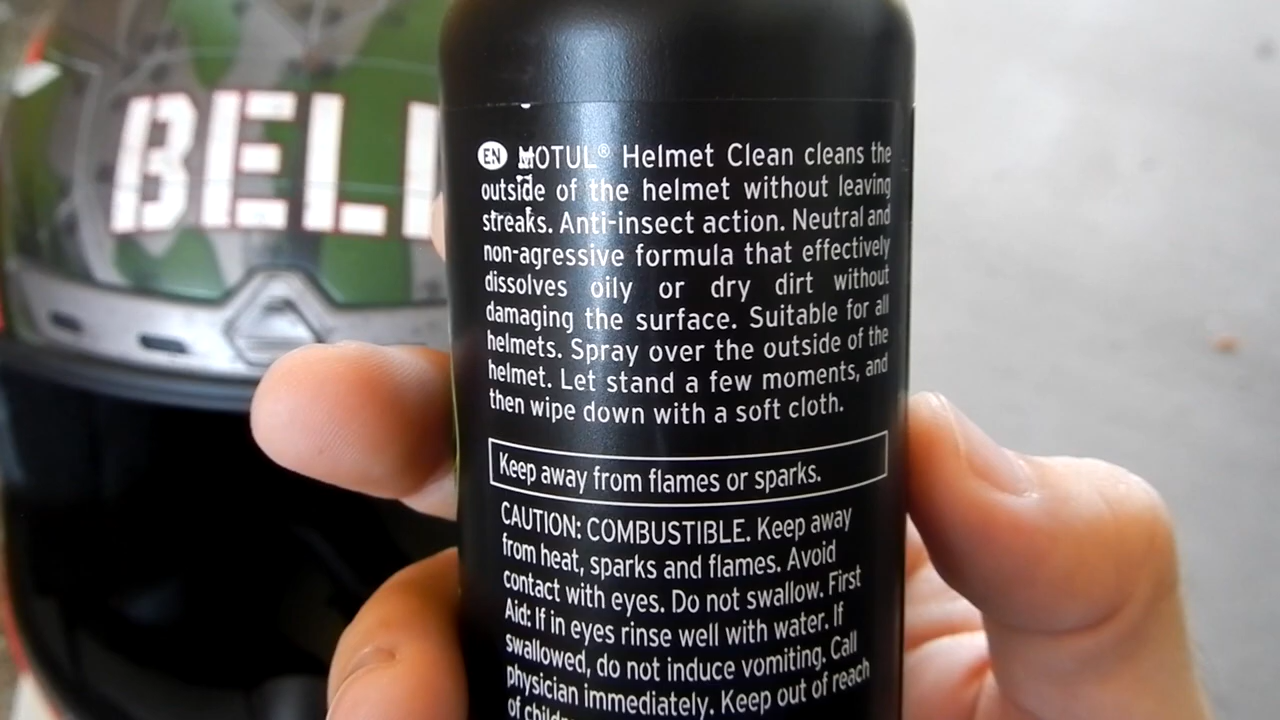 BELL
EN MOTUL® Helmet Clean cleans the
outside of the helmet without leaving
streaks. Anti-insect action. Neutral and
non-agressive formula that effectively
dissolves oily or dry dirt without
damaging the surface. Suitable for all
helmets. Spray over the outside of the
helmet. Let stand a few moments, and
then wipe down with a soft cloth.
Keep away from flames or sparks.
CAUTION: COMBUSTIBLE. Keep away
from heat, sparks and flames. Avoid
contact with eyes. Do not swallow. First
Aid: If in eyes rinse well with water. If
swallowed, do not induce vomiting. Call
physician immediately. Keep out of reach
of